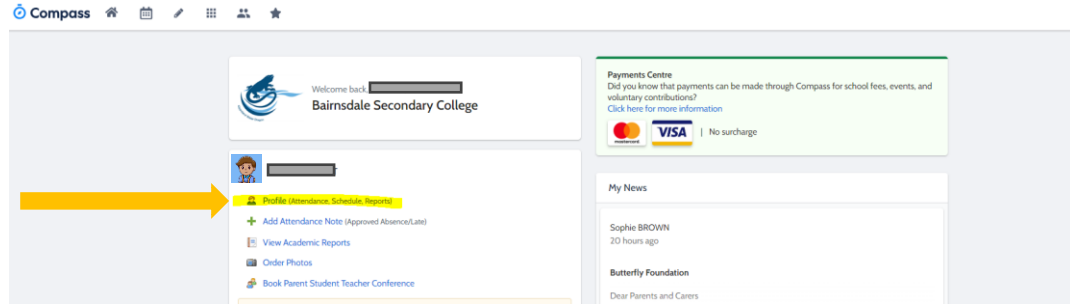 Compass
Welcome back,
Bairnsdale Secondary College
Profile (Attendance, Schedule, Reports)
Add Attendance Note (Approved Absence/Late)
View Academic Reports
Order Photos
Book Parent Student Teacher Conference
Payments Centre
Did you know that payments can be made through Compass for school fees, events, and
voluntary contributions?
Click here for more information
mastercard
VISA
| No surcharge
My News
Sophie BROWN
20 hours ago
Butterfly Foundation
Dear Parents and Carers